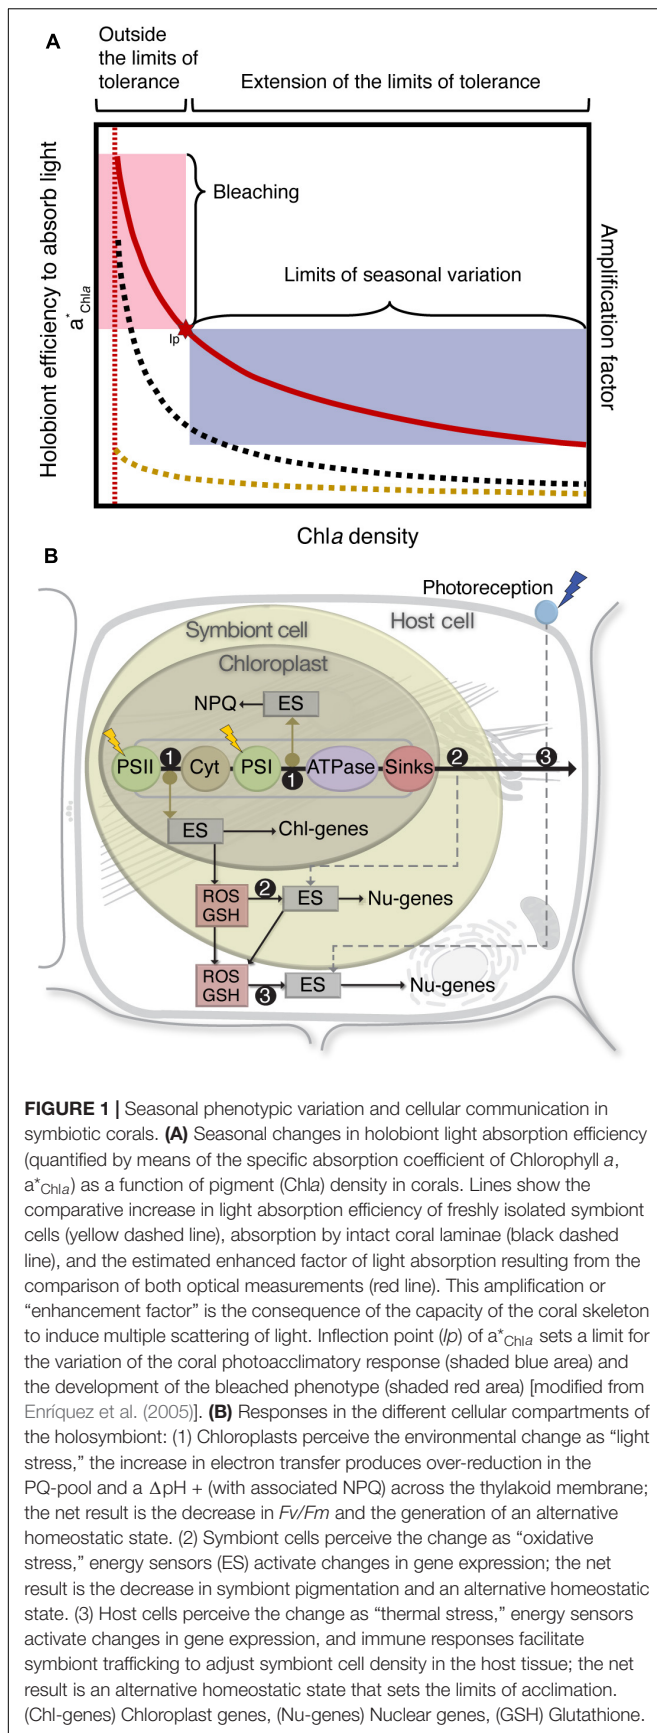 A
Outside
the limits of
tolerance
Extension of the limits of tolerance
Holobiont efficiency to absorb light
a*Chla
Bleaching
Limits of seasonal variation
Ip
Amplification factor
Chla density
B
Photoreception
Host cell
Symbiont cell
Chloroplast
NPQ
ES
PSII
1
Cyt
PSI
1
ATPase
Sinks
2
3
ES
Chl-genes
ROS
GSH
2
ES
Nu-genes
ROS
GSH
3
ES
Nu-genes
FIGURE 1 | Seasonal phenotypic variation and cellular communication in
symbiotic corals. (A) Seasonal changes in holobiont light absorption efficiency
(quantified by means of the specific absorption coefficient of Chlorophyll a,
a*Chla) as a function of pigment (Chla) density in corals. Lines show the
comparative increase in light absorption efficiency of freshly isolated symbiont
cells (yellow dashed line), absorption by intact coral laminae (black dashed
line), and the estimated enhanced factor of light absorption resulting from the
comparison of both optical measurements (red line). This amplification or
“enhancement factor” is the consequence of the capacity of the coral skeleton
to induce multiple scattering of light. Inflection point (Ip) of a*Chla sets a limit for
the variation of the coral photoacclimatory response (shaded blue area) and
the development of the bleached phenotype (shaded red area) [modified from
Enríquez et al. (2005)]. (B) Responses in the different cellular compartments of
the holosymbiont: (1) Chloroplasts perceive the environmental change as “light
stress,” the increase in electron transfer produces over-reduction in the
PQ-pool and a ΔpH + (with associated NPQ) across the thylakoid membrane;
the net result is the decrease in Fv/Fm and the generation of an alternative
homeostatic state. (2) Symbiont cells perceive the change as “oxidative
stress,” energy sensors (ES) activate changes in gene expression; the net
result is the decrease in symbiont pigmentation and an alternative homeostatic
state. (3) Host cells perceive the change as “thermal stress,” energy sensors
activate changes in gene expression, and immune responses facilitate
symbiont trafficking to adjust symbiont cell density in the host tissue; the net
result is an alternative homeostatic state that sets the limits of acclimation.
(Chl-genes) Chloroplast genes, (Nu-genes) Nuclear genes, (GSH) Glutathione.